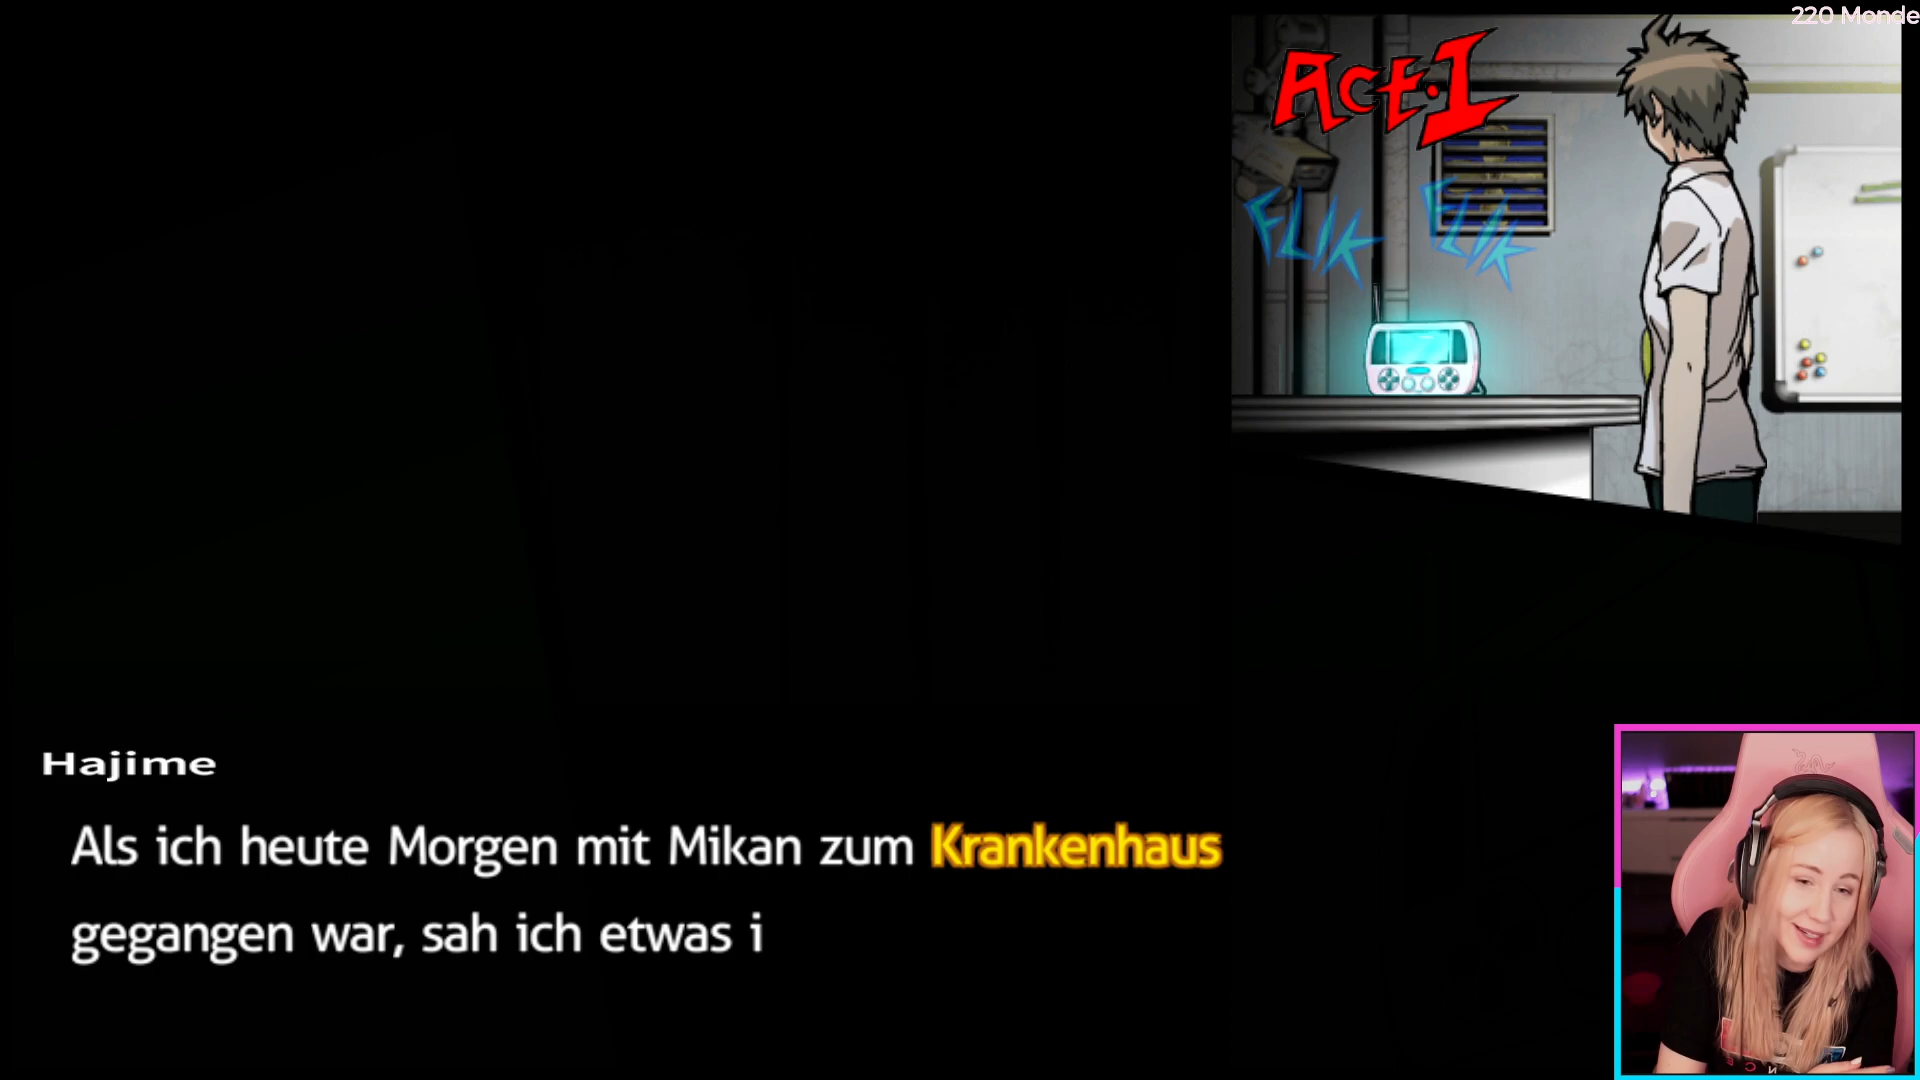 220 Monde
Act.1
FLIK FLIK
Hajime
Als ich heute Morgen mit Mikan zum Krankenhaus
gegangen war, sah ich etwas i